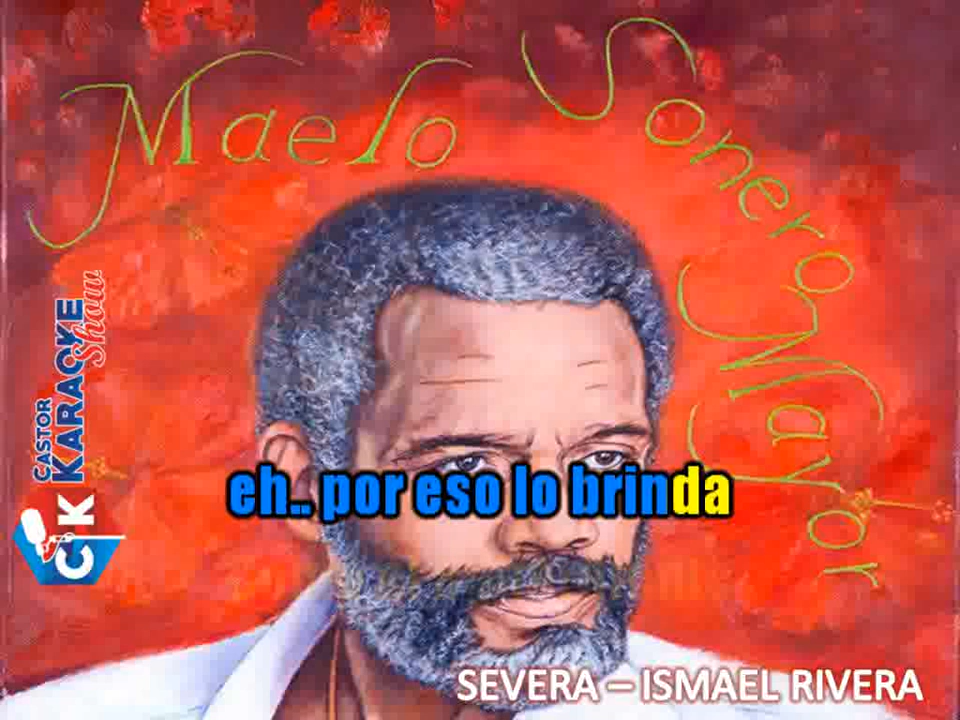 Maelo Sonero Mayor
CASTOR
KARAOKE
Show
CK
eh.. por eso lo brinda
SEVERA – ISMAEL RIVERA